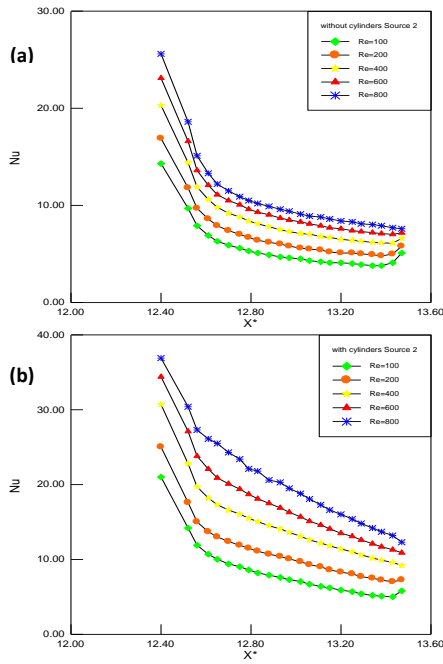 (a)
30.00
20.00
10.00
0.00
Nu
without cylinders Source 2
Re=100
Re=200
Re=400
Re=600
Re=800
12.00
12.40
12.80
13.20
13.60
X*
(b)
40.00
30.00
20.00
10.00
0.00
Nu
with cylinders Source 2
Re=100
Re=200
Re=400
Re=600
Re=800
12.00
12.40
12.80
13.20
13.60
X*